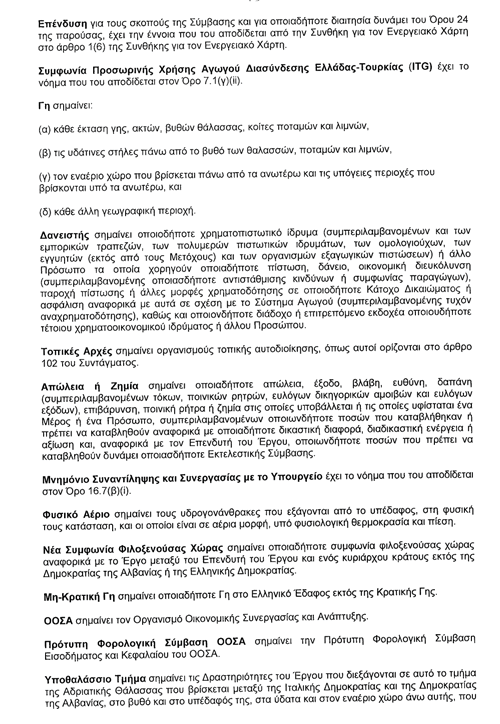 Επένδυση για τους σκοπούς της Σύμβασης και για οποιαδήποτε διαιτησία δυνάμει του Όρου 24
της παρούσας, έχει την έννοια που του αποδίδεται από την Συνθήκη για τον Ενεργειακό Χάρτη
στο άρθρο 1(6) της Συνθήκης για τον Ενεργειακό Χάρτη.
Συμφωνία Προσωρινής Χρήσης Αγωγού Διασύνδεσης Ελλάδας-Τουρκίας (ITG) έχει το
νόημα που του αποδίδεται στον Όρο 7.1(γ)(ii).
Γη σημαίνει:
(α) κάθε έκταση γης, ακτών, βυθών θάλασσας, κοίτες ποταμών και λιμνών,
(β) τις υδάτινες στήλες πάνω από το βυθό των θαλασσών, ποταμών και λιμνών,
(γ) τον εναέριο χώρο που βρίσκεται πάνω από τα ανωτέρω και τις υπόγειες περιοχές που
βρίσκονται υπό τα ανωτέρω, και
(δ) κάθε άλλη γεωγραφική περιοχή.
Δανειστής σημαίνει οποιοδήποτε χρηματοπιστωτικό ίδρυμα (συμπεριλαμβανομένων και των
εμπορικών τραπεζών, των πολυμερών πιστωτικών ιδρυμάτων, των ομολογιούχων, των
εγγυητών (εκτός από τους Μετόχους) και των οργανισμών εξαγωγικών πιστώσεων) ή άλλο
Πρόσωπο τα οποία χορηγούν οποιαδήποτε πίστωση, δάνειο, οικονομική διευκόλυνση
(συμπεριλαμβανομένης οποιασδήποτε αντιστάθμισης κινδύνων ή συμφωνίας παραγώγων),
παροχή πίστωσης ή άλλες μορφές χρηματοδότησης σε οποιοδήποτε Κάτοχο Δικαιώματος ή
ασφάλιση αναφορικά με αυτά σε σχέση με το Σύστημα Αγωγού (συμπεριλαμβανομένης τυχόν
αναχρηματοδότησης), καθώς και οποιονδήποτε διάδοχο ή επιτρεπόμενο εκδοχέα οποιουδήποτε
τέτοιου χρηματοοικονομικού ιδρύματος ή άλλου Προσώπου.
Τοπικές Αρχές σημαίνει οργανισμούς τοπικής αυτοδιοίκησης, όπως αυτοί ορίζονται στο άρθρο
102 του Συντάγματος.
Απώλεια ή Ζημία σημαίνει οποιαδήποτε απώλεια, έξοδο, βλάβη, ευθύνη, δαπάνη
(συμπεριλαμβανομένων τόκων, ποινικών ρητρών, ευλόγων δικηγορικών αμοιβών και ευλόγων
εξόδων), επιβάρυνση, ποινική ρήτρα ή ζημία στις οποίες υποβάλλεται ή τις οποίες υφίσταται ένα
Μέρος ή ένα Πρόσωπο, συμπεριλαμβανομένων οποιωνδήποτε ποσών που καταβλήθηκαν ή
πρέπει να καταβληθούν αναφορικά με οποιαδήποτε δικαστική διαφορά, διαδικαστική ενέργεια ή
αξίωση και, αναφορικά με τον Επενδυτή του Έργου, οποιωνδήποτε ποσών που πρέπει να
καταβληθούν δυνάμει οποιασδήποτε Εκτελεστικής Σύμβασης.
Μνημόνιο Συναντίληψης και Συνεργασίας με το Υπουργείο έχει το νόημα που του αποδίδεται
στον Όρο 16.7(β)(i).
Φυσικό Αέριο σημαίνει τους υδρογονάνθρακες που εξάγονται από το υπέδαφος, στη φυσική
τους κατάσταση, και οι οποίοι είναι σε αέρια μορφή, υπό φυσιολογική θερμοκρασία και πίεση.
Νέα Συμφωνία Φιλοξενούσας Χώρας σημαίνει οποιαδήποτε συμφωνία φιλοξενούσας χώρας
αναφορικά με το Έργο μεταξύ του Επενδυτή του Έργου και ενός κυριάρχου κράτους εκτός της
Δημοκρατίας της Αλβανίας ή της Ελληνικής Δημοκρατίας.
Μη-Κρατική Γη σημαίνει οποιαδήποτε Γη στο Ελληνικό Έδαφος εκτός της Κρατικής Γης.
ΟΟΣΑ σημαίνει τον Οργανισμό Οικονομικής Συνεργασίας και Ανάπτυξης.
Πρότυπη Φορολογική Σύμβαση ΟΟΣΑ σημαίνει την Πρότυπη Φορολογική Σύμβαση
Εισοδήματος και Κεφαλαίου του ΟΟΣΑ.
Υποθαλάσσιο Τμήμα σημαίνει τις Δραστηριότητες του Έργου που διεξάγονται σε αυτό το τμήμα
της Αδριατικής Θάλασσας που βρίσκεται μεταξύ της Ιταλικής Δημοκρατίας και της Δημοκρατίας
της Αλβανίας, στο βυθό και στο υπέδαφός της, στα ύδατα και στον εναέριο χώρο άνω αυτής, που